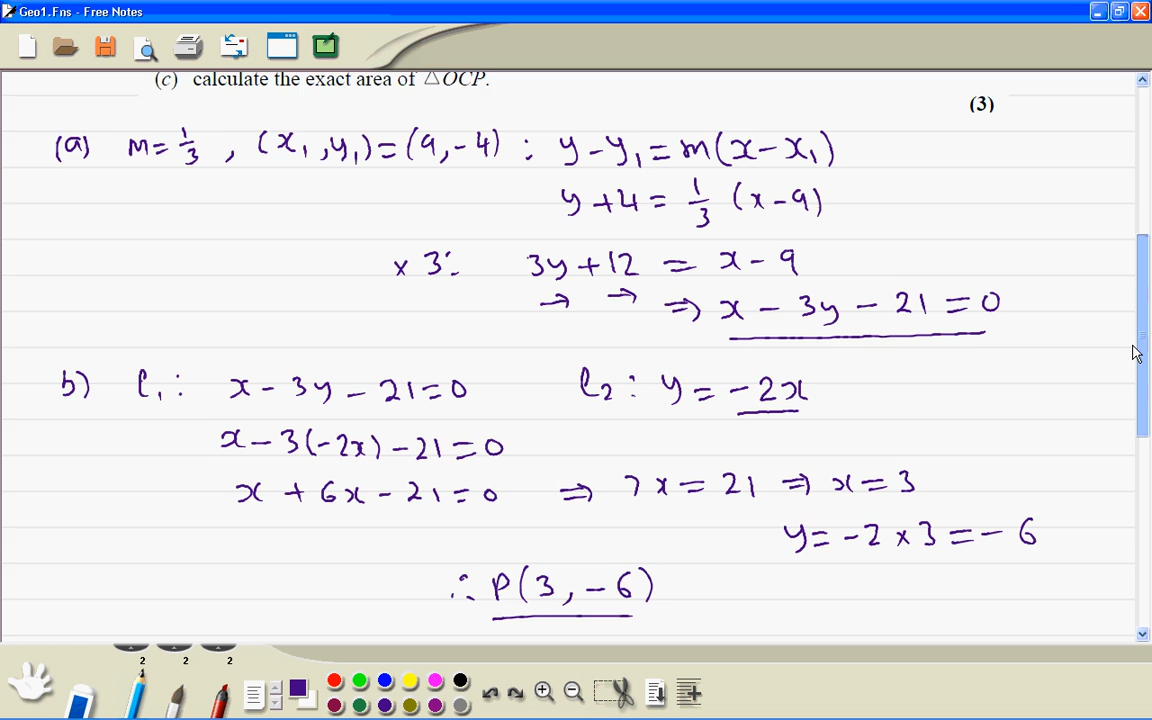 Geo1.Fns - Free Notes
(c) calculate the exact area of △OCP.
(3)
(a) m = 1/3 , (x₁, y₁) = (9, -4) : y - y₁ = m(x - x₁)
y + 4 = 1/3 (x - 9)
× 3: 3y + 12 = x - 9
→ → ⇒ x - 3y - 21 = 0
b) l₁ : x - 3y - 21 = 0 l₂ : y = -2x
x - 3(-2x) - 21 = 0
x + 6x - 21 = 0 ⇒ 7x = 21 ⇒ x = 3
y = -2 × 3 = - 6
∴ P(3, -6)
2 2 2